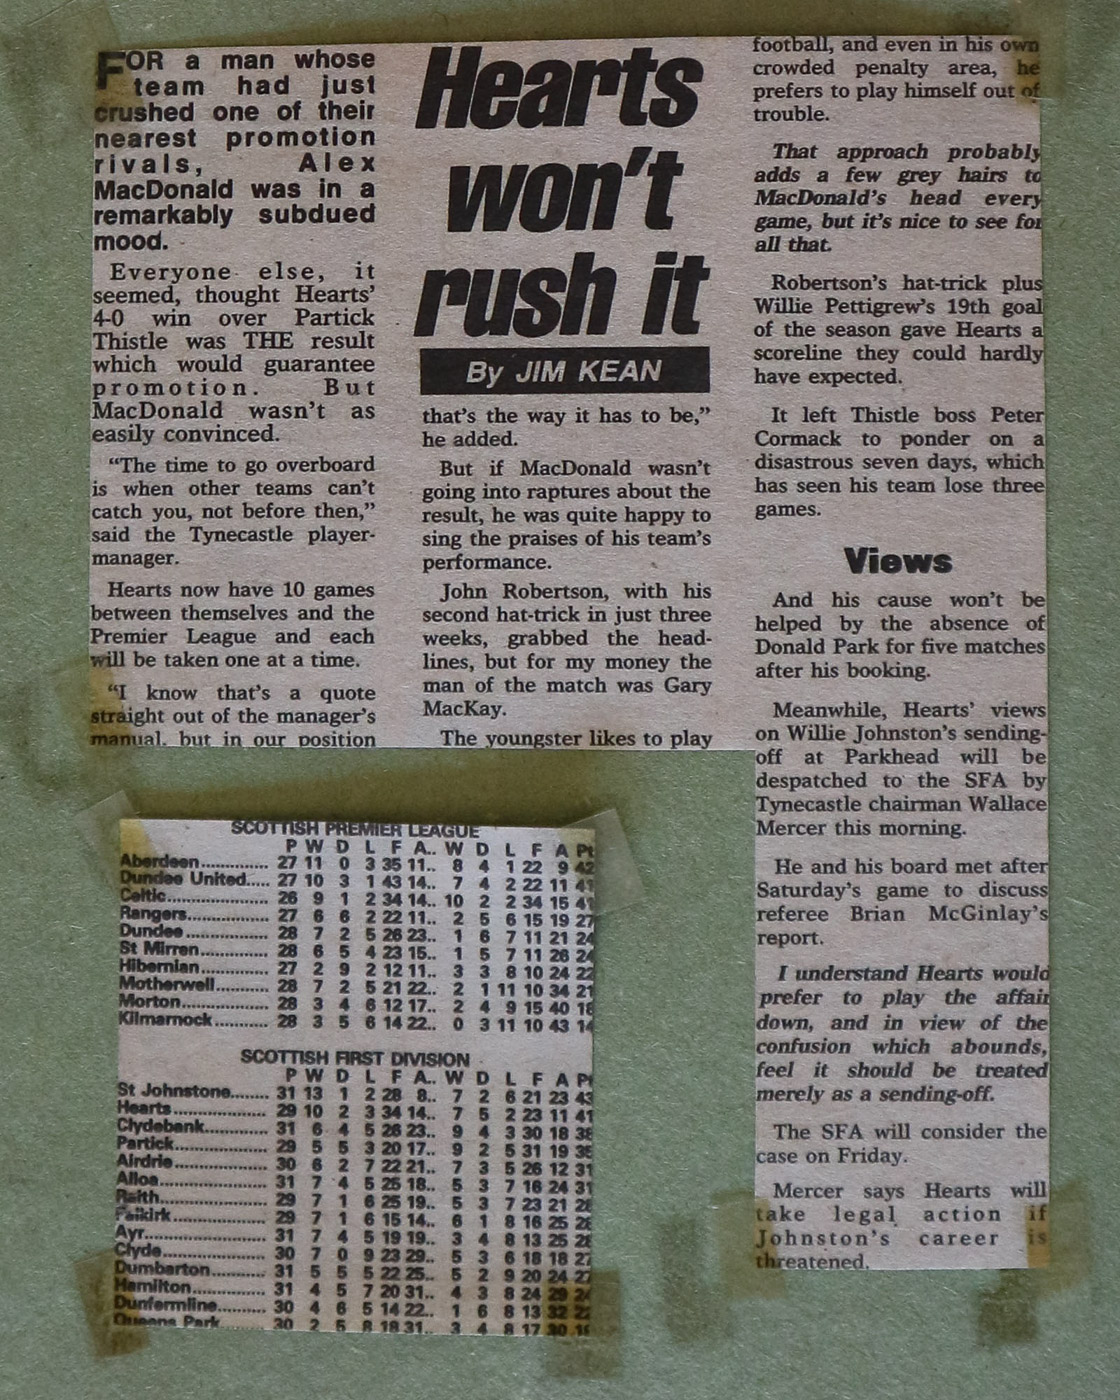 FOR a man whose
team had just
crushed one of their
nearest promotion
rivals, Alex
MacDonald was in a
remarkably subdued
mood.
Everyone else, it
seemed, thought Hearts'
4-0 win over Partick
Thistle was THE result
which would guarantee
promotion. But
MacDonald wasn't as
easily convinced.
“The time to go overboard
is when other teams can't
catch you, not before then,”
said the Tynecastle player-
manager.
Hearts now have 10 games
between themselves and the
Premier League and each
will be taken one at a time.
“I know that's a quote
straight out of the manager's
manual, but in our position
Hearts
won't
rush it
By JIM KEAN
that's the way it has to be,”
he added.
But if MacDonald wasn't
going into raptures about the
result, he was quite happy to
sing the praises of his team's
performance.
John Robertson, with his
second hat-trick in just three
weeks, grabbed the head-
lines, but for my money the
man of the match was Gary
MacKay.
The youngster likes to play
football, and even in his own
crowded penalty area, he
prefers to play himself out of
trouble.
That approach probably
adds a few grey hairs to
MacDonald's head every
game, but it's nice to see for
all that.
Robertson's hat-trick plus
Willie Pettigrew's 19th goal
of the season gave Hearts a
scoreline they could hardly
have expected.
It left Thistle boss Peter
Cormack to ponder on a
disastrous seven days, which
has seen his team lose three
games.
Views
And his cause won't be
helped by the absence of
Donald Park for five matches
after his booking.
Meanwhile, Hearts' views
on Willie Johnston's sending-
off at Parkhead will be
despatched to the SFA by
Tynecastle chairman Wallace
Mercer this morning.
He and his board met after
Saturday's game to discuss
referee Brian McGinlay's
report.
I understand Hearts would
prefer to play the affair
down, and in view of the
confusion which abounds,
feel it should be treated
merely as a sending-off.
The SFA will consider the
case on Friday.
Mercer says Hearts will
take legal action if
Johnston's career is
threatened.
SCOTTISH PREMIER LEAGUE
P W D L F A.. W D L F A Pt
Aberdeen............ 27 11 0 3 35 11.. 8 4 1 22 9 42
Dundee United..... 27 10 3 1 43 14.. 7 4 2 22 11 41
Celtic.................. 26 9 1 2 34 14.. 10 2 2 34 15 41
Rangers............... 27 6 6 2 22 11.. 2 5 6 15 19 27
Dundee............... 28 7 2 5 26 23.. 1 6 7 11 21 24
St Mirren............ 28 6 5 4 23 15.. 1 5 7 11 26 24
Hibernian............ 27 2 9 2 12 11.. 3 3 8 10 24 22
Motherwell.......... 28 7 2 5 21 22.. 2 1 11 10 34 21
Morton................ 28 3 4 6 12 17.. 2 4 9 15 40 18
Kilmarnock.......... 28 3 5 6 14 22.. 0 3 11 10 43 14
SCOTTISH FIRST DIVISION
P W D L F A.. W D L F A
St Johnstone....... 31 13 1 2 28 8.. 7 2 6 21 23 43
Hearts................. 29 10 2 3 34 14.. 7 5 2 23 11 41
Clydebank........... 31 6 4 5 26 23.. 9 4 3 30 18 38
Partick................ 29 5 5 3 20 17.. 9 2 5 31 19
Airdrie................ 30 6 2 7 22 21.. 7 3 5 26 12 31
Alloa................... 31 7 4 5 25 18.. 5 3 7 16 24 31
Raith................... 29 7 1 6 25 19.. 5 3 7 23 21
Falkirk................. 29 7 1 6 15 14.. 6 1 8 16 25
Ayr..................... 31 7 4 5 19 19.. 3 4 8 13 25
Clyde.................. 30 7 0 9 23 29.. 5 3 6 18 18 27
Dumbarton.......... 31 5 5 5 22 25.. 5 2 9 20 24 27
Hamilton............. 31 4 5 7 20 31.. 4 3 8 24 29 24
Dunfermline......... 30 4 6 5 14 22.. 1 6 8 13 32 22
Queens Park........ 30 2 5 8 18 31.. 3 4 8 17 30